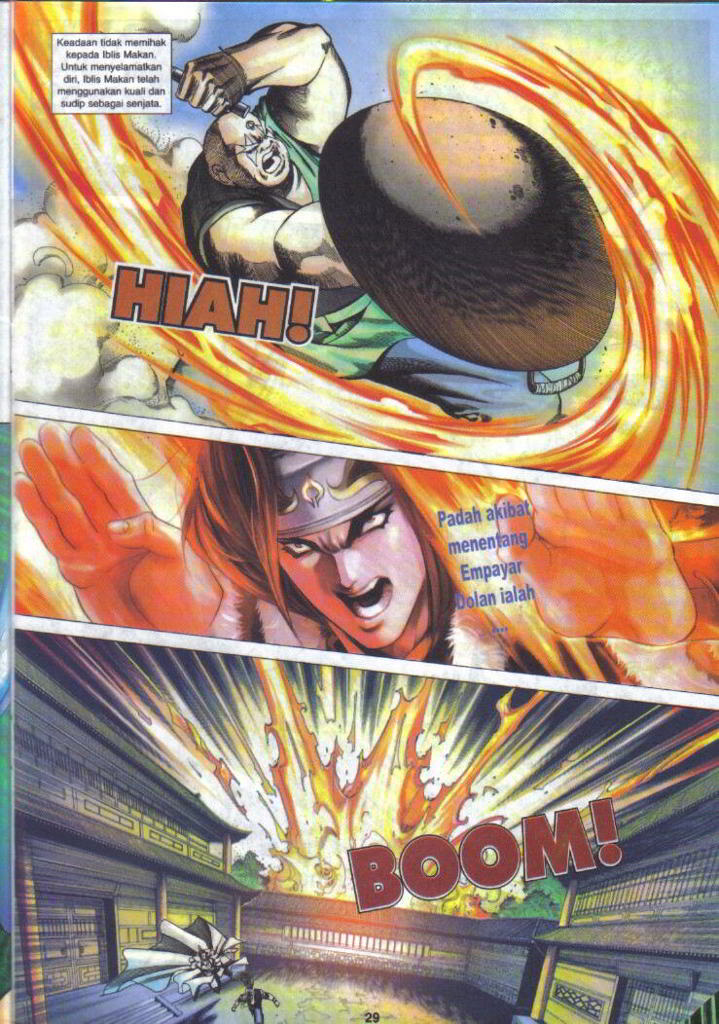 Keadaan tidak memihak
kepada Iblis Makan.
Untuk menyelamatkan
diri, Iblis Makan telah
menggunakan kuali dan
sudip sebagai senjata.
HIAH!
Padah akibat
menentang
Empayar
Dolan ialah
....
BOOM!
29